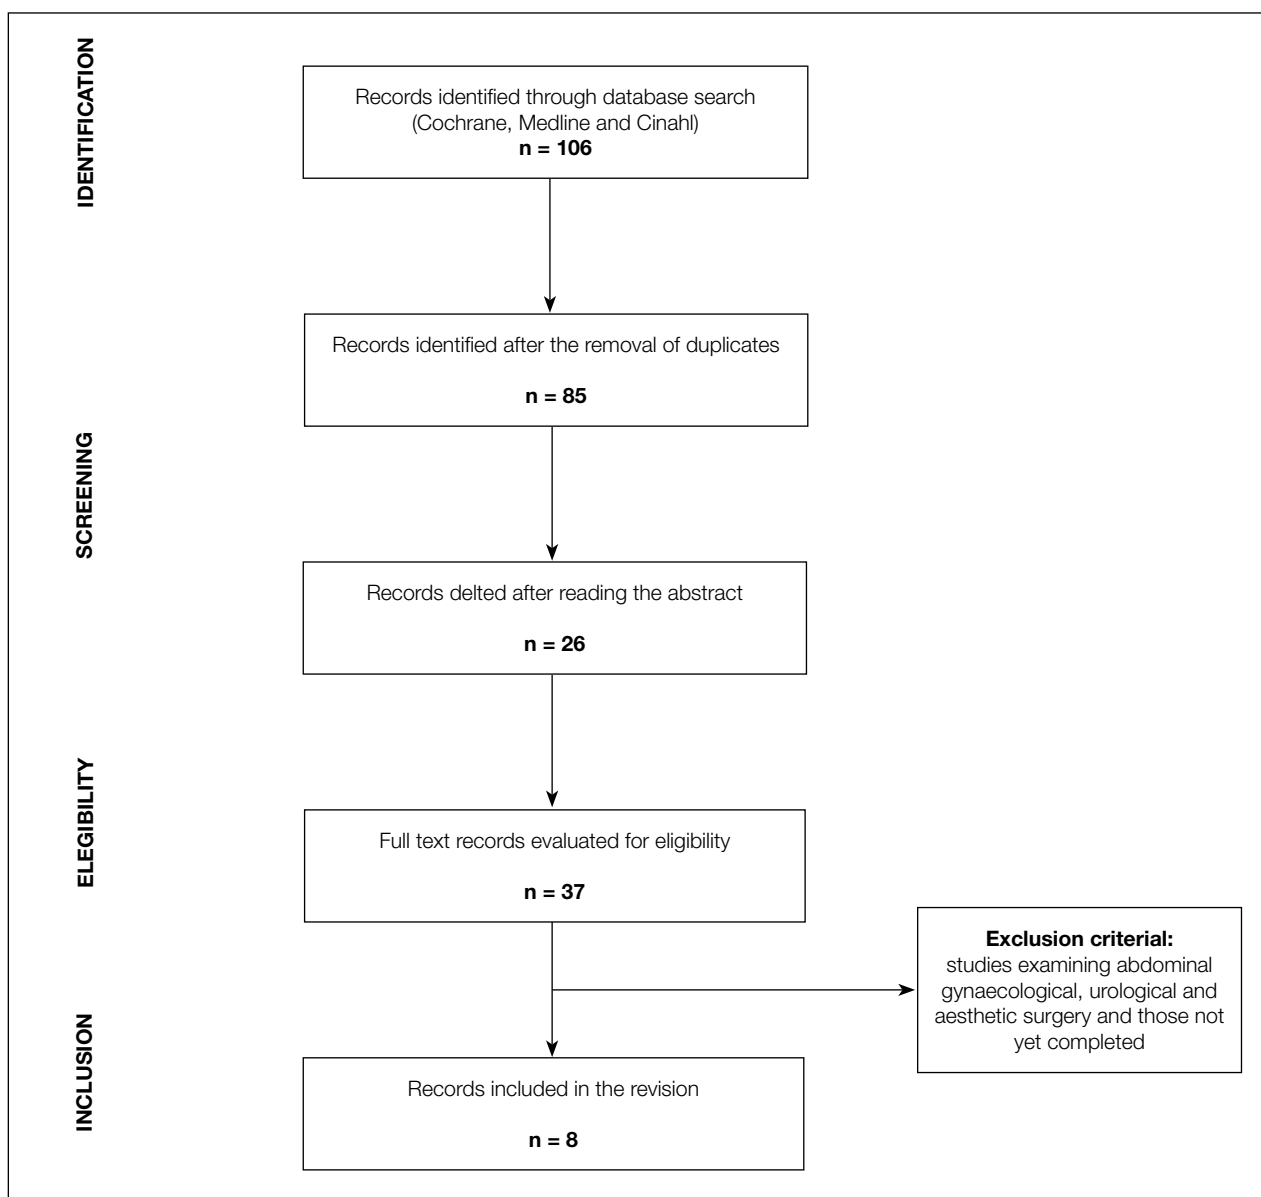 IDENTIFICATION
Records identified through database search
(Cochrane, Medline and Cinahl)
n = 106
Records identified after the removal of duplicates
n = 85
SCREENING
Records delted after reading the abstract
n = 26
ELEGIBILITY
Full text records evaluated for eligibility
n = 37
Exclusion criterial:
studies examining abdominal
gynaecological, urological and
aesthetic surgery and those not
yet completed
INCLUSION
Records included in the revision
n = 8